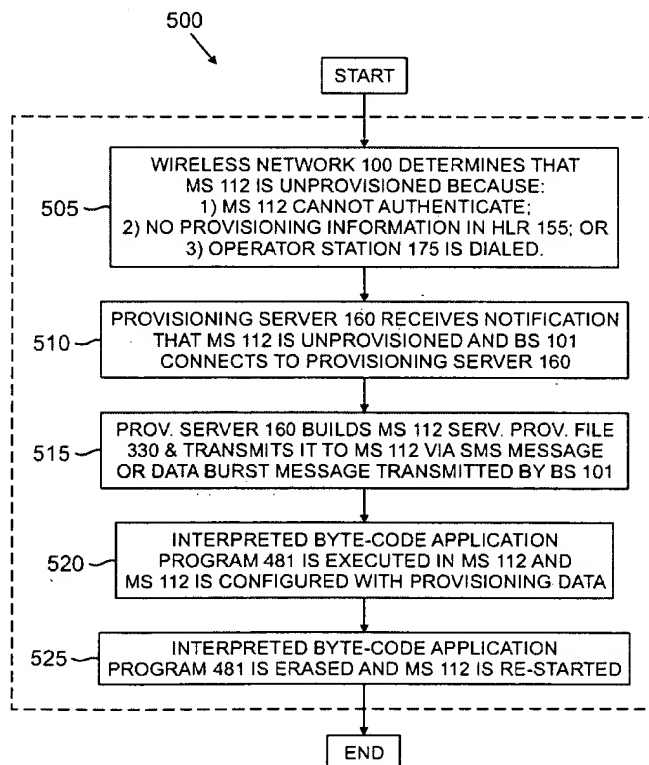 500
START
505
WIRELESS NETWORK 100 DETERMINES THAT
MS 112 IS UNPROVISIONED BECAUSE:
1) MS 112 CANNOT AUTHENTICATE;
2) NO PROVISIONING INFORMATION IN HLR 155; OR
3) OPERATOR STATION 175 IS DIALED.
510
PROVISIONING SERVER 160 RECEIVES NOTIFICATION
THAT MS 112 IS UNPROVISIONED AND BS 101
CONNECTS TO PROVISIONING SERVER 160
515
PROV. SERVER 160 BUILDS MS 112 SERV. PROV. FILE
330 & TRANSMITS IT TO MS 112 VIA SMS MESSAGE
OR DATA BURST MESSAGE TRANSMITTED BY BS 101
520
INTERPRETED BYTE-CODE APPLICATION
PROGRAM 481 IS EXECUTED IN MS 112 AND
MS 112 IS CONFIGURED WITH PROVISIONING DATA
525
INTERPRETED BYTE-CODE APPLICATION
PROGRAM 481 IS ERASED AND MS 112 IS RE-STARTED
END